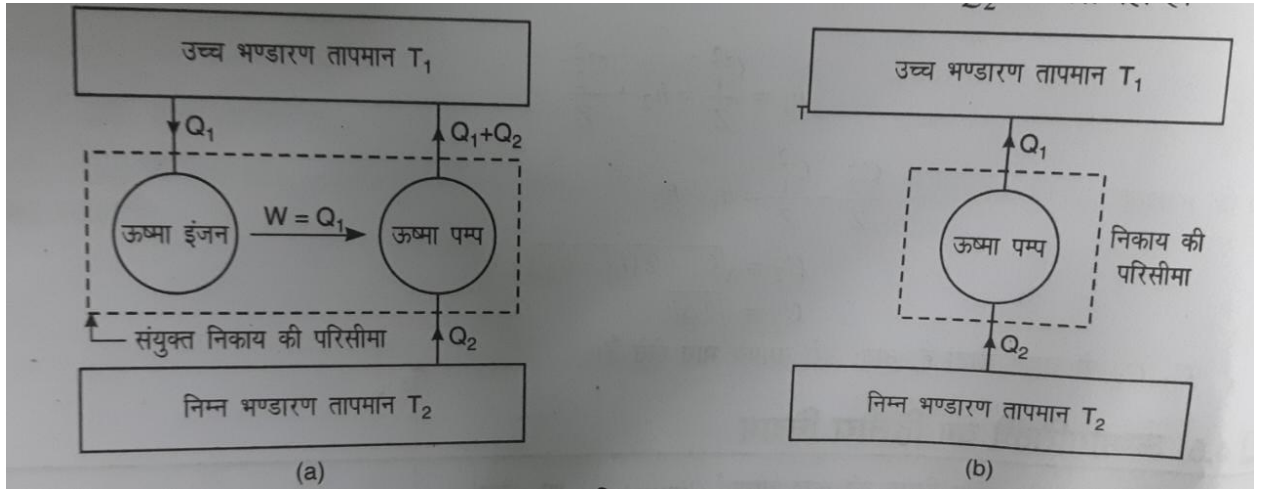 उच्च भण्डारण तापमान T₁
Q₁
Q₁+Q₂
ऊष्मा इंजन
W = Q₁
ऊष्मा पम्प
संयुक्त निकाय की परिसीमा
Q₂
निम्न भण्डारण तापमान T₂
(a)
उच्च भण्डारण तापमान T₁
T
Q₁
ऊष्मा पम्प
निकाय की
परिसीमा
Q₂
निम्न भण्डारण तापमान T₂
(b)